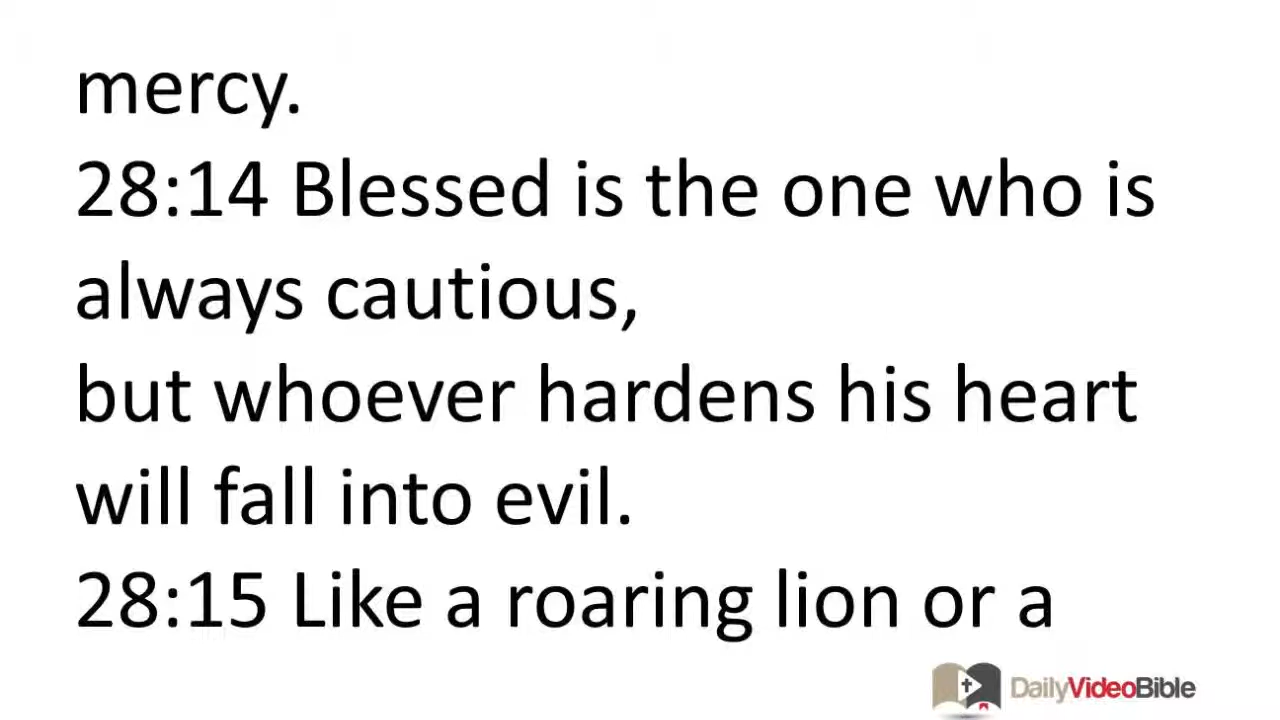 mercy.
28:14 Blessed is the one who is
always cautious,
but whoever hardens his heart
will fall into evil.
28:15 Like a roaring lion or a
DailyVideoBible